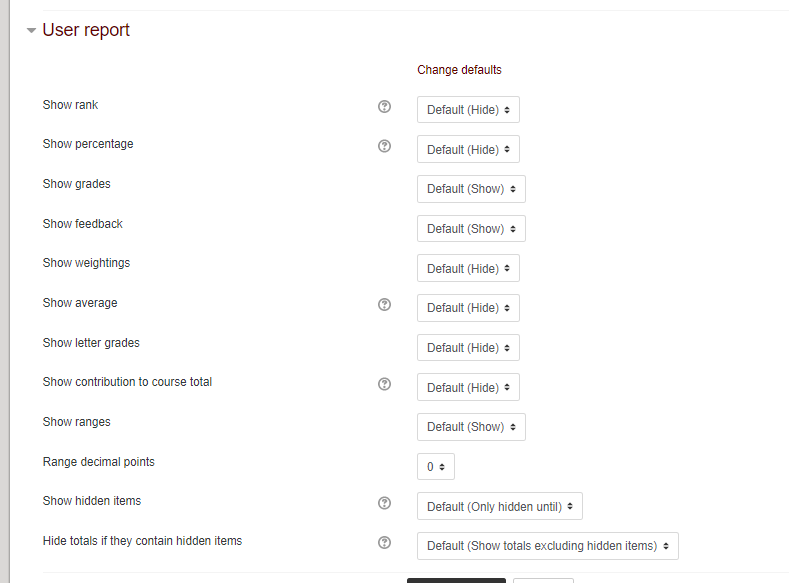 User report
Change defaults
Show rank
Default (Hide)
Show percentage
Default (Hide)
Show grades
Default (Show)
Show feedback
Default (Show)
Show weightings
Default (Hide)
Show average
Default (Hide)
Show letter grades
Default (Hide)
Show contribution to course total
Default (Hide)
Show ranges
Default (Show)
Range decimal points
0
Show hidden items
Default (Only hidden until)
Hide totals if they contain hidden items
Default (Show totals excluding hidden items)